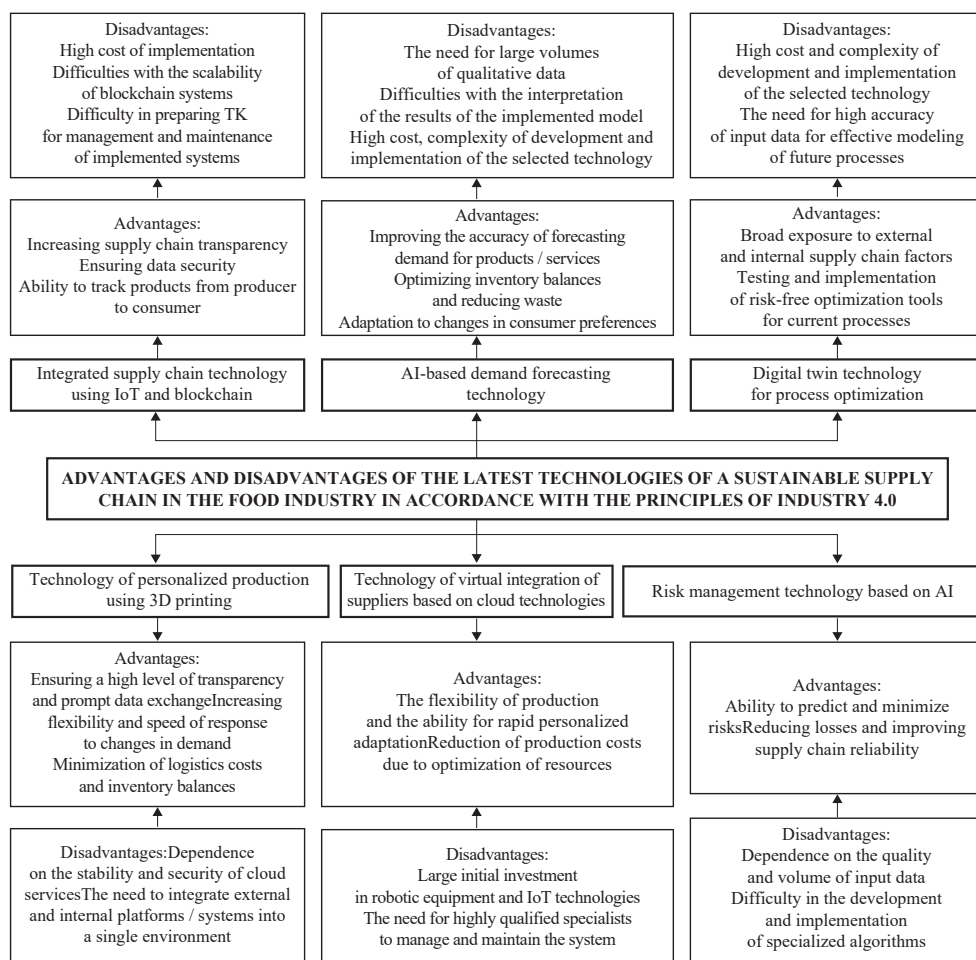 Disadvantages:
High cost of implementation
Difficulties with the scalability
of blockchain systems
Difficulty in preparing TK
for management and maintenance
of implemented systems
Disadvantages:
The need for large volumes
of qualitative data
Difficulties with the interpretation
of the results of the implemented model
High cost, complexity of development and
implementation of the selected technology
Disadvantages:
High cost and complexity of
development and implementation
of the selected technology
The need for high accuracy
of input data for effective modeling
of future processes
Advantages:
Increasing supply chain transparency
Ensuring data security
Ability to track products from producer
to consumer
Advantages:
Improving the accuracy of forecasting
demand for products / services
Optimizing inventory balances
and reducing waste
Adaptation to changes in consumer preferences
Advantages:
Broad exposure to external
and internal supply chain factors
Testing and implementation
of risk-free optimization tools
for current processes
Integrated supply chain technology
using IoT and blockchain
AI-based demand forecasting
technology
Digital twin technology
for process optimization
ADVANTAGES AND DISADVANTAGES OF THE LATEST TECHNOLOGIES OF A SUSTAINABLE SUPPLY
CHAIN IN THE FOOD INDUSTRY IN ACCORDANCE WITH THE PRINCIPLES OF INDUSTRY 4.0
Technology of personalized production
using 3D printing
Technology of virtual integration of
suppliers based on cloud technologies
Risk management technology based on AI
Advantages:
Ensuring a high level of transparency
and prompt data exchangeIncreasing
flexibility and speed of response
to changes in demand
Minimization of logistics costs
and inventory balances
Advantages:
The flexibility of production
and the ability for rapid personalized
adaptationReduction of production costs
due to optimization of resources
Advantages:
Ability to predict and minimize
risksReducing losses and improving
supply chain reliability
Disadvantages:Dependence
on the stability and security of cloud
servicesThe need to integrate external
and internal platforms / systems into
a single environment
Disadvantages:
Large initial investment
in robotic equipment and IoT technologies
The need for highly qualified specialists
to manage and maintain the system
Disadvantages:
Dependence on the quality
and volume of input data
Difficulty in the development
and implementation
of specialized algorithms